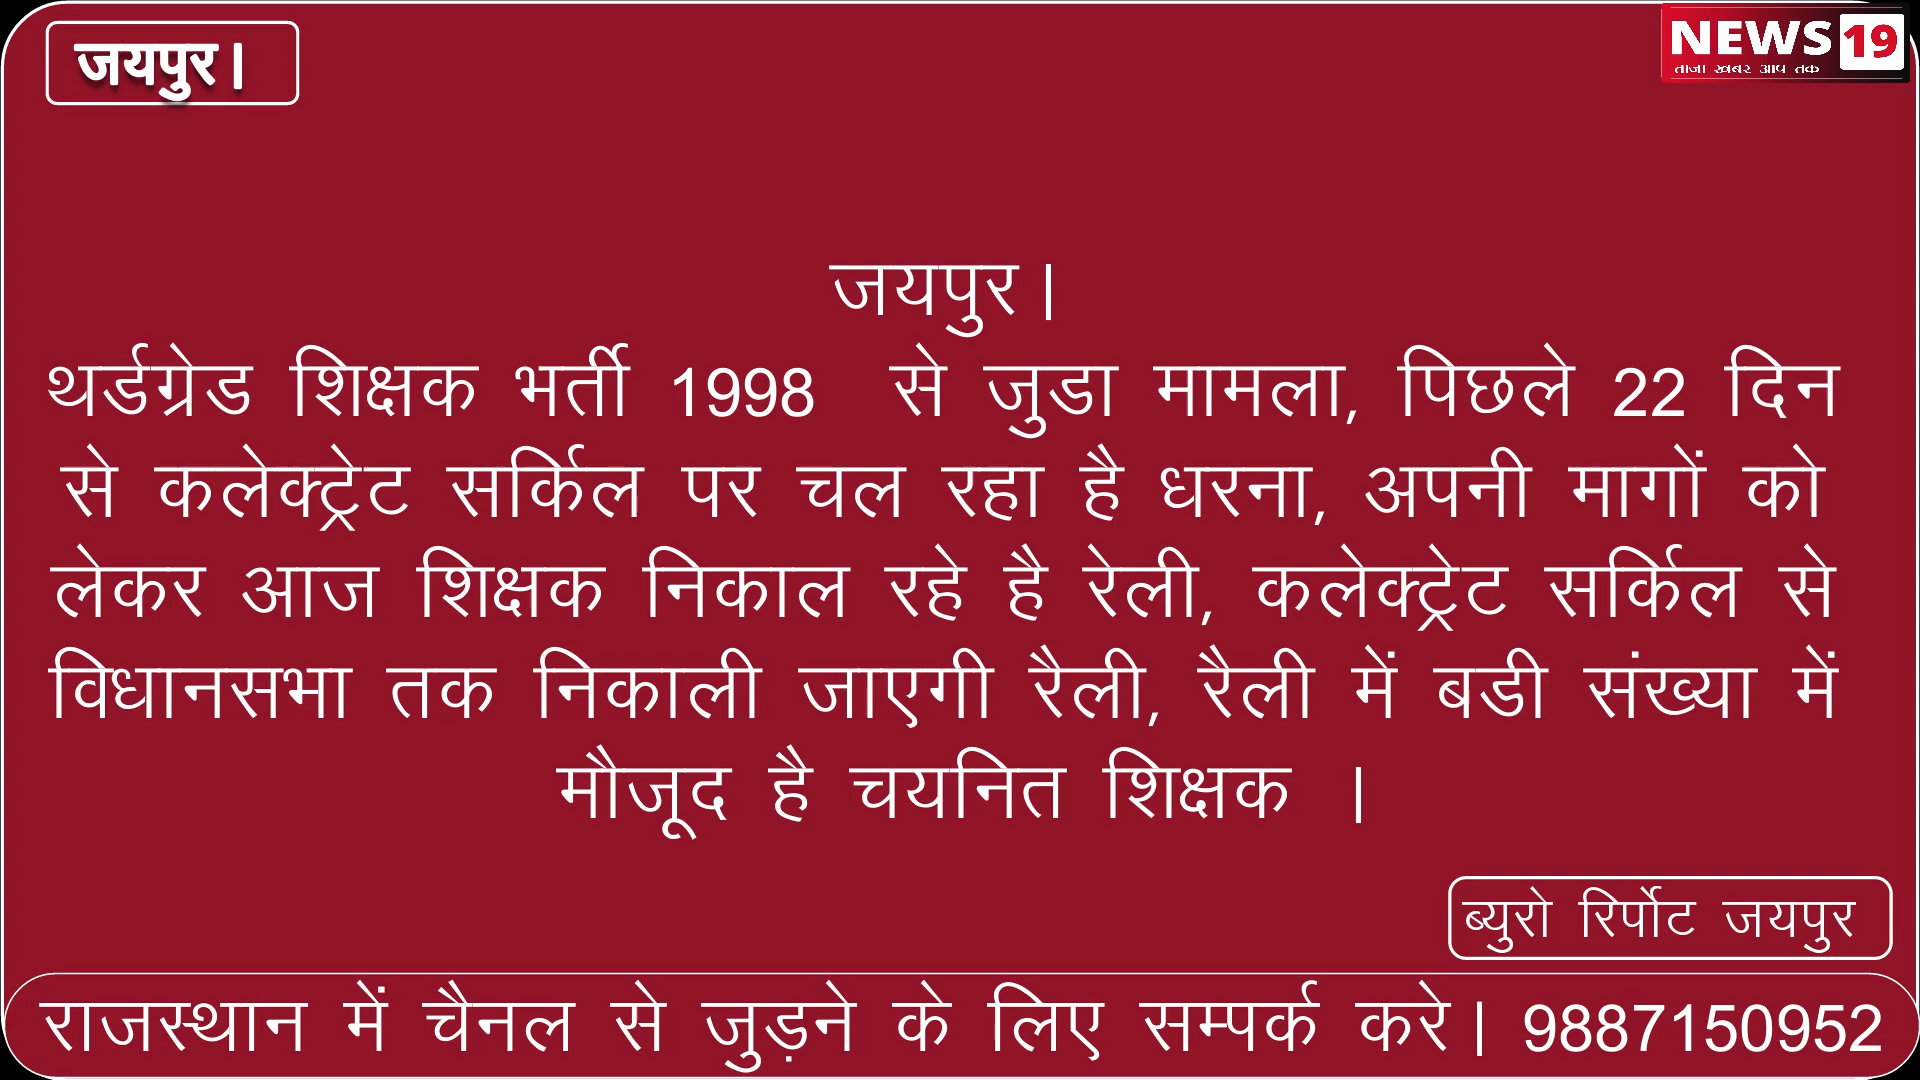 जयपुर।
NEWS 19
ताजा खबर आप तक
जयपुर।
थर्डग्रेड शिक्षक भर्ती 1998 से जुडा मामला, पिछले 22 दिन
से कलेक्ट्रेट सर्किल पर चल रहा है धरना, अपनी मागों को
लेकर आज शिक्षक निकाल रहे है रेली, कलेक्ट्रेट सर्किल से
विधानसभा तक निकाली जाएगी रैली, रैली में बडी संख्या में
मौजूद है चयनित शिक्षक ।
ब्युरो रिर्पोट जयपुर
राजस्थान में चैनल से जुड़ने के लिए सम्पर्क करे। 9887150952